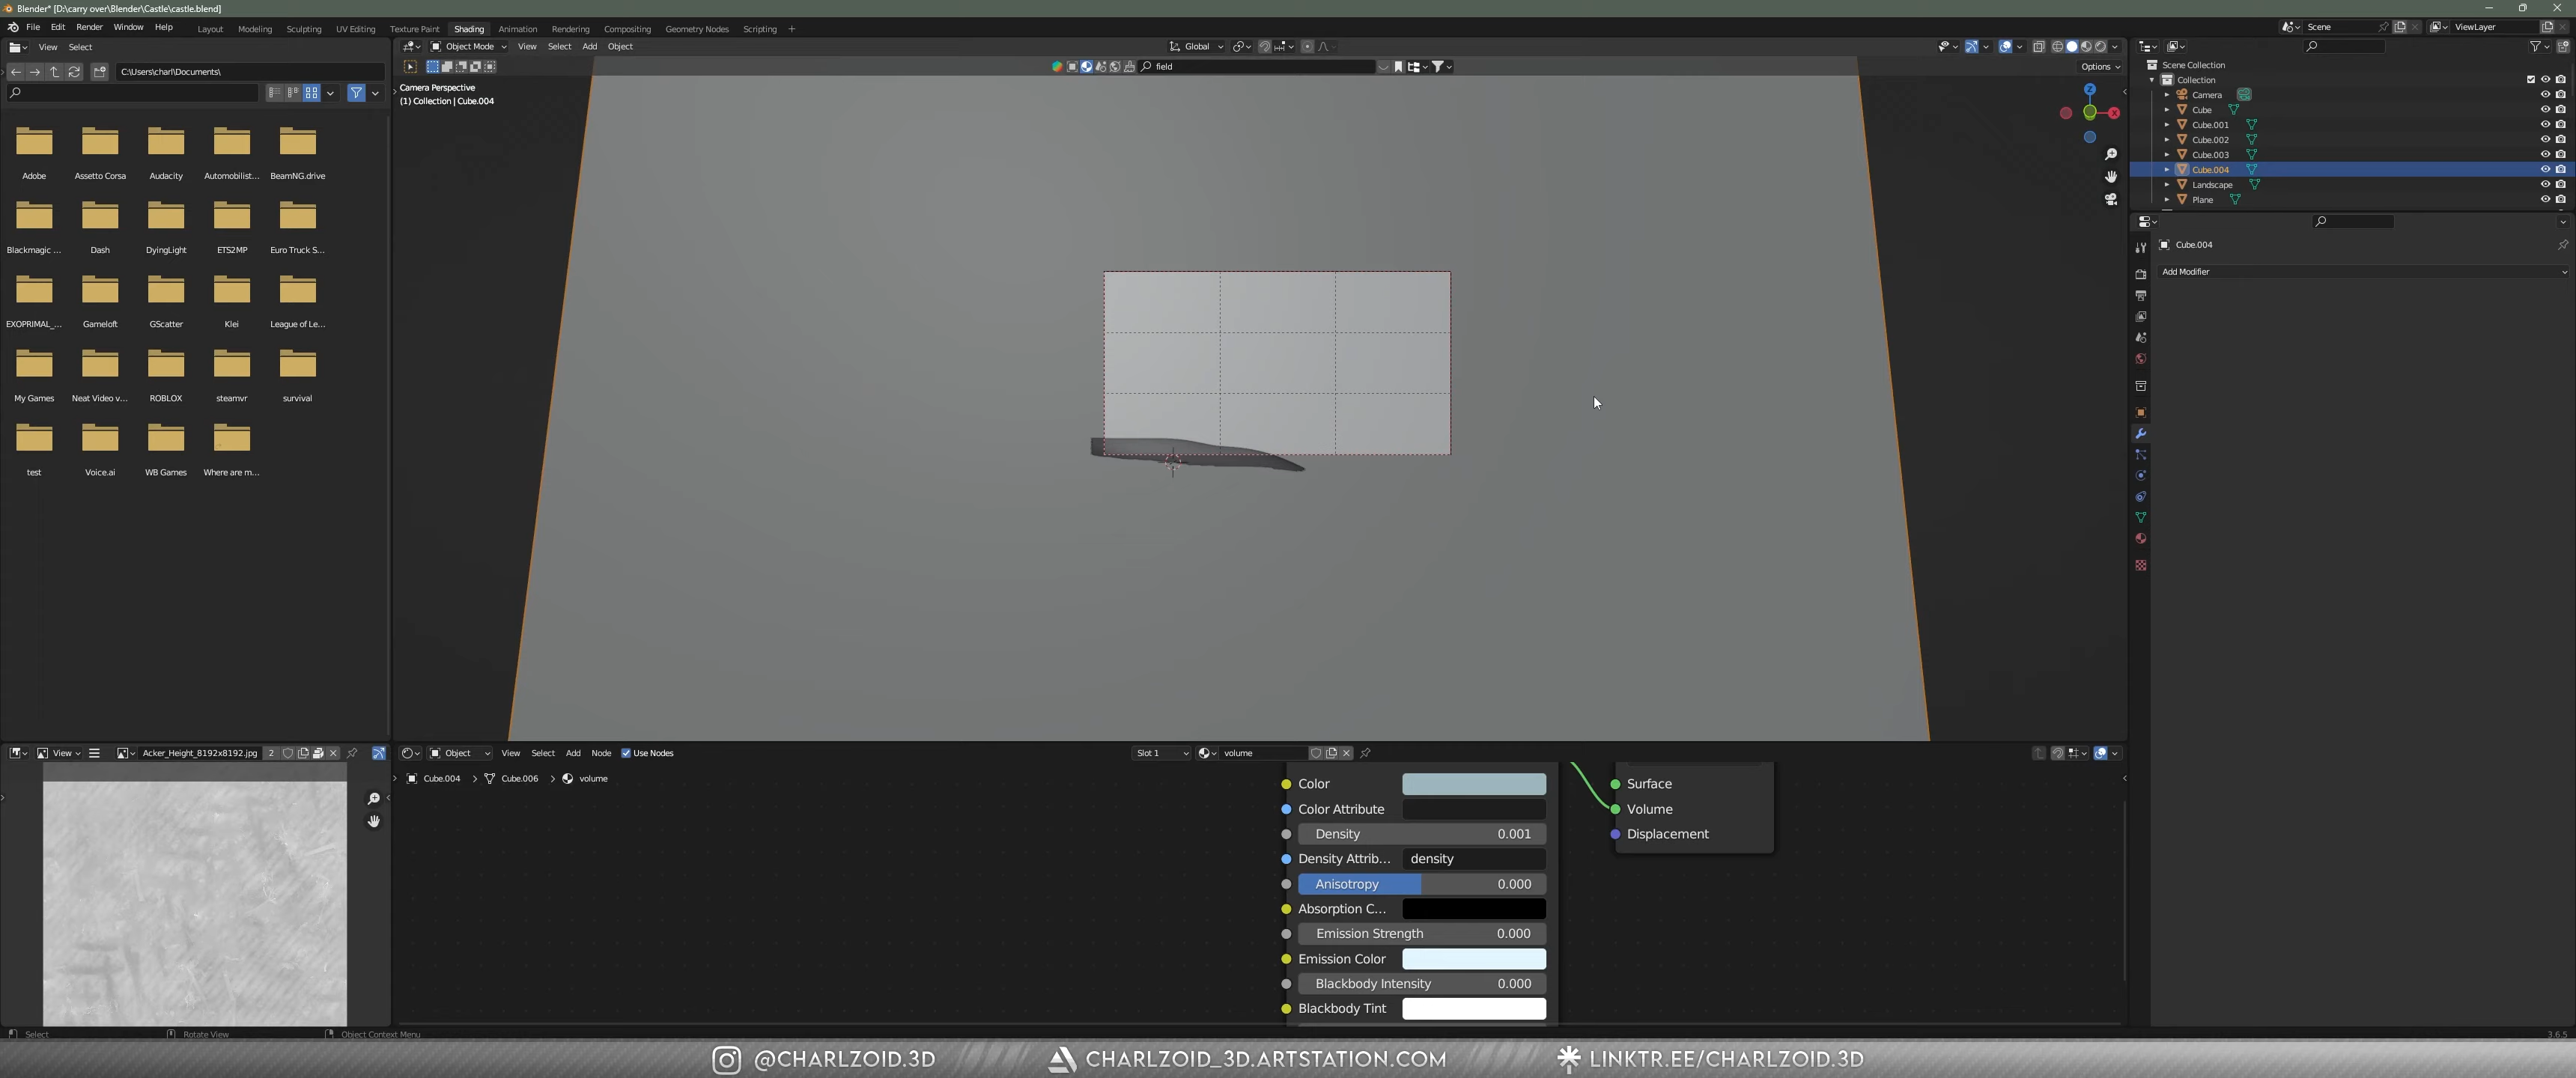 Blender* [D:\carry over\Blender\Castle\castle.blend]
File Edit Render Window Help Layout Modeling Sculpting UV Editing Texture Paint Shading Animation Rendering Compositing Geometry Nodes Scripting + Scene ViewLayer
View Select
Object Mode View Select Add Object Global
C:\Users\charl\Documents\
field
Options
Camera Perspective
(1) Collection | Cube.004
Z
X
Scene Collection
Collection
Camera
Cube
Cube.001
Cube.002
Cube.003
Cube.004
Landscape
Plane
Cube.004
Add Modifier
Adobe Assetto Corsa Audacity Automobilist... BeamNG.drive
Blackmagic ... Dash DyingLight ETS2MP Euro Truck S...
EXOPRIMAL_... Gameloft GScatter Klei League of Le...
My Games Neat Video v... ROBLOX steamvr survival
test Voice.ai WB Games Where are m...
View Acker_Height_8192x8192.jpg 2
Object View Select Add Node Use Nodes Slot 1 volume
Cube.004 > Cube.006 > volume
Color
Color Attribute
Density 0.001
Density Attrib... density
Anisotropy 0.000
Absorption C...
Emission Strength 0.000
Emission Color
Blackbody Intensity 0.000
Blackbody Tint
Surface
Volume
Displacement
Select Rotate View Object Context Menu 3.6.5
@CHARLZOID.3D CHARLZOID_3D.ARTSTATION.COM LINKTR.EE/CHARLZOID.3D